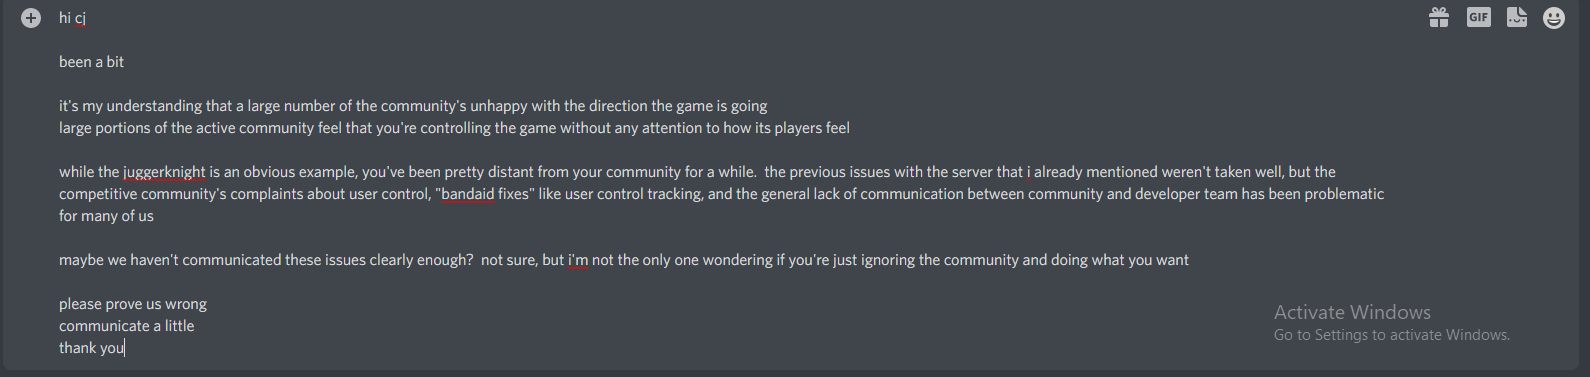 hi cj
GIF
been a bit
it's my understanding that a large number of the community's unhappy with the direction the game is going
large portions of the active community feel that you're controlling the game without any attention to how its players feel
while the juggerknight is an obvious example, you've been pretty distant from your community for a while.  the previous issues with the server that i already mentioned weren't taken well, but the
competitive community's complaints about user control, "bandaid fixes" like user control tracking, and the general lack of communication between community and developer team has been problematic
for many of us
maybe we haven't communicated these issues clearly enough?  not sure, but i'm not the only one wondering if you're just ignoring the community and doing what you want
please prove us wrong
communicate a little
thank you
Activate Windows
Go to Settings to activate Windows.